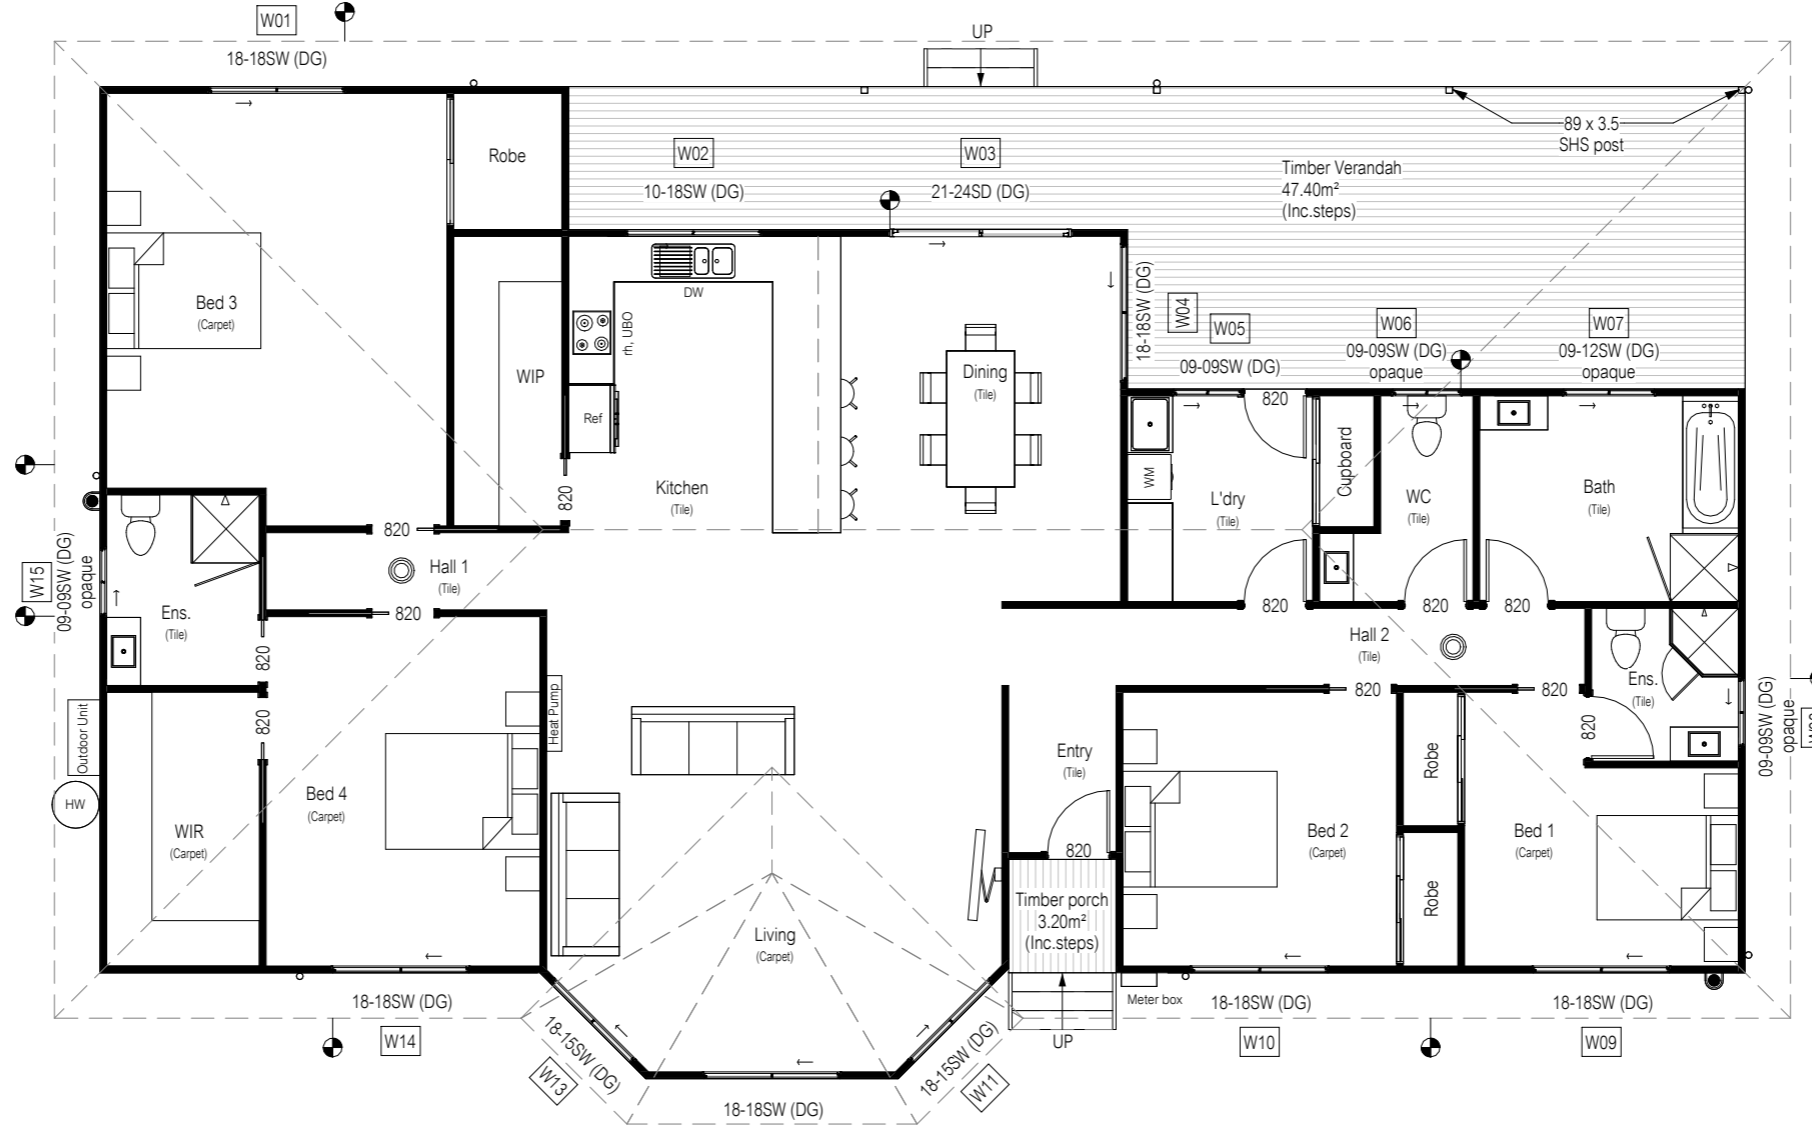 W01
18-18SW (DG)
UP
89 x 3.5
SHS post
Robe
W02
10-18SW (DG)
W03
21-24SD (DG)
Timber Verandah
47.40m²
(Inc.steps)
Bed 3
(Carpet)
WIP
DW
rh, UBO
Ref
Kitchen
(Tile)
820
Dining
(Tile)
18-18SW (DG)
W04
W05
09-09SW (DG)
W06
09-09SW (DG)
opaque
W07
09-12SW (DG)
opaque
820
Cupboard
WM
L'dry
(Tile)
WC
(Tile)
Bath
(Tile)
W15
09-09SW (DG)
opaque
820
Hall 1
(Tile)
820
Ens.
(Tile)
820
820
820
820
820
Hall 2
(Tile)
820
820
Ens.
(Tile)
820
09-09SW (DG)
opaque
Outdoor Unit
HW
WIR
(Carpet)
Bed 4
(Carpet)
Heat Pump
Entry
(Tile)
820
Timber porch
3.20m²
(Inc.steps)
Living
(Carpet)
Bed 2
(Carpet)
Robe
Robe
Bed 1
(Carpet)
18-18SW (DG)
W14
18-15SW (DG)
W13
18-18SW (DG)
18-15SW (DG)
W11
UP
Meter box
18-18SW (DG)
W10
18-18SW (DG)
W09